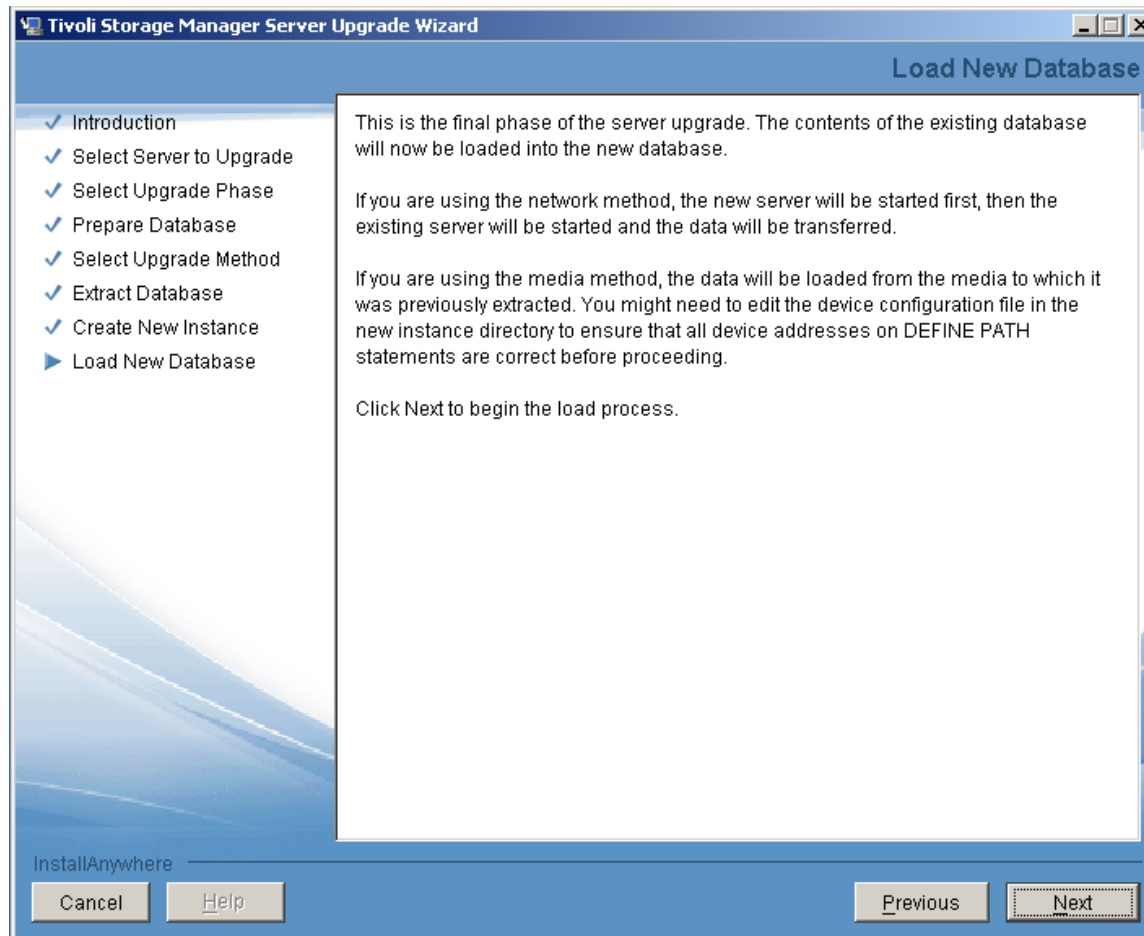 Tivoli Storage Manager Server Upgrade Wizard
Load New Database
Introduction
Select Server to Upgrade
Select Upgrade Phase
Prepare Database
Select Upgrade Method
Extract Database
Create New Instance
Load New Database
This is the final phase of the server upgrade. The contents of the existing database
will now be loaded into the new database.
If you are using the network method, the new server will be started first, then the
existing server will be started and the data will be transferred.
If you are using the media method, the data will be loaded from the media to which it
was previously extracted. You might need to edit the device configuration file in the
new instance directory to ensure that all device addresses on DEFINE PATH
statements are correct before proceeding.
Click Next to begin the load process.
InstallAnywhere
Cancel
Help
Previous
Next